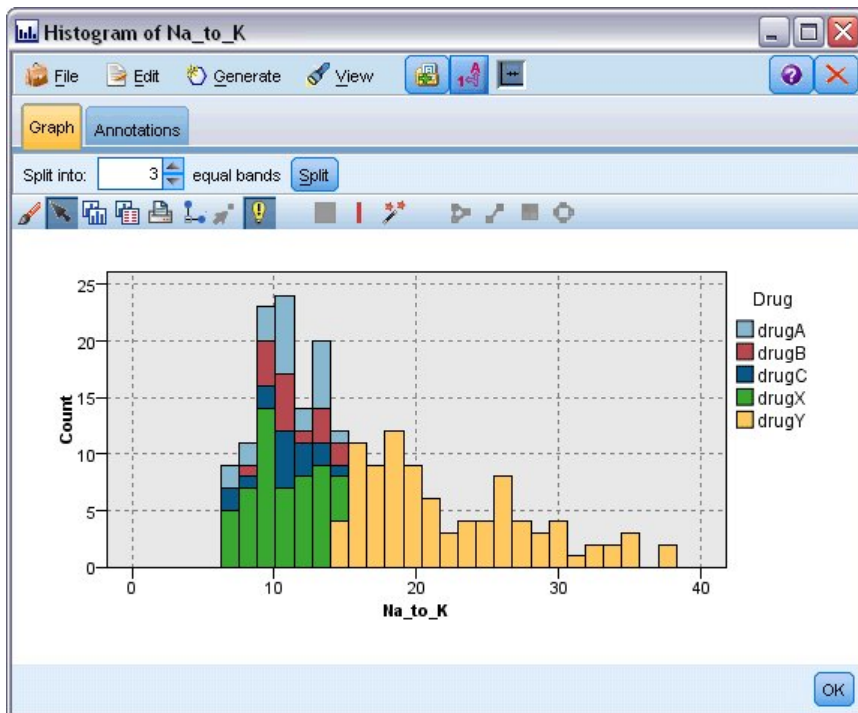 Histogram of Na_to_K
File Edit Generate View
Graph Annotations
Split into: 3 equal bands Split
25
20
15
10
5
0
Count
0 10 20 30 40
Na_to_K
Drug
drugA
drugB
drugC
drugX
drugY
OK